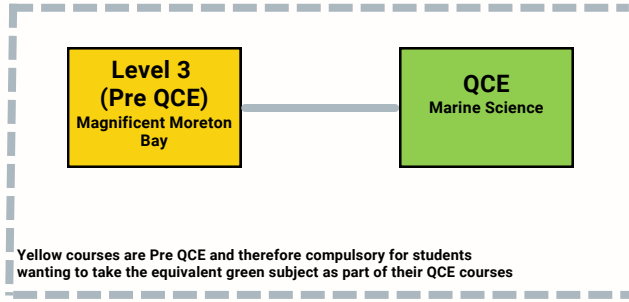 Level 3
(Pre QCE)
Magnificent Moreton
Bay
QCE
Marine Science
Yellow courses are Pre QCE and therefore compulsory for students
wanting to take the equivalent green subject as part of their QCE courses